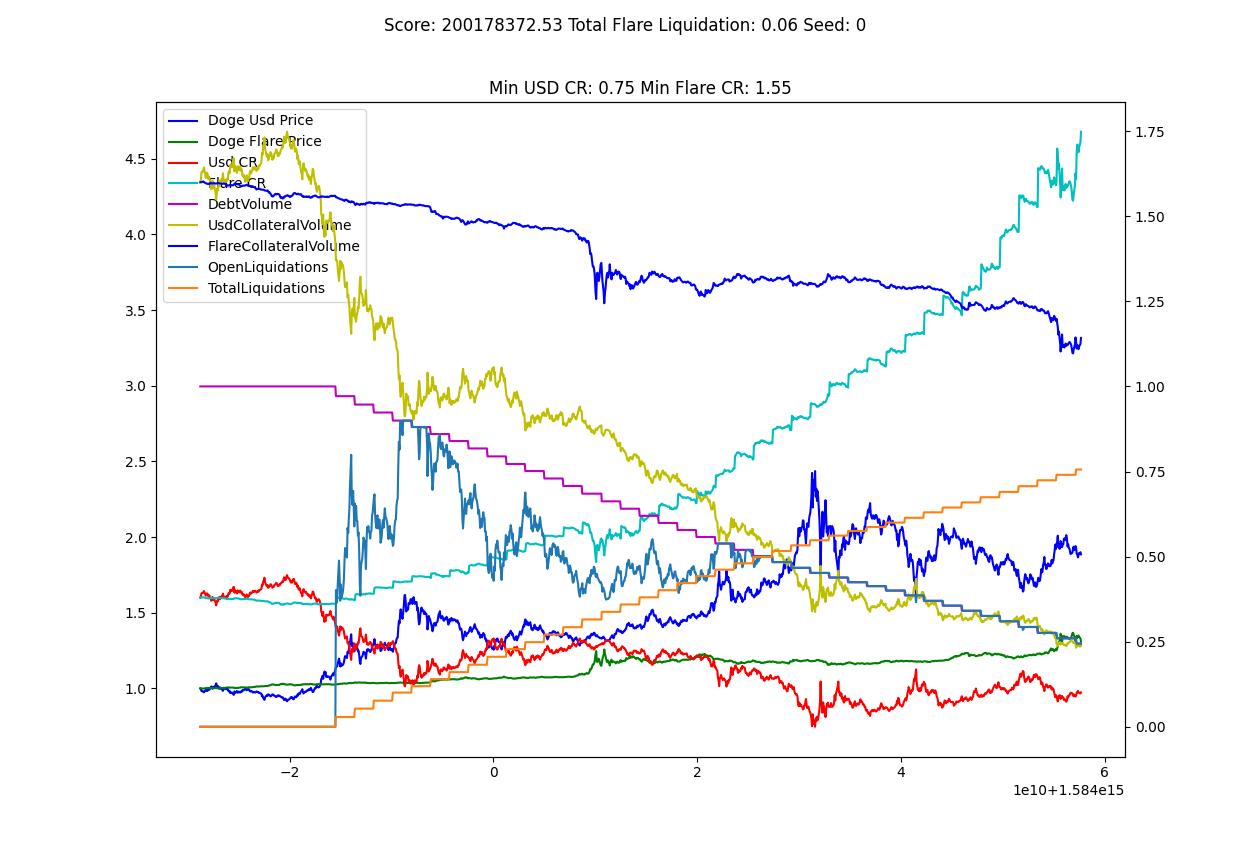 Score: 200178372.53 Total Flare Liquidation: 0.06 Seed: 0
Min USD CR: 0.75 Min Flare CR: 1.55
Doge Usd Price
Doge Flare Price
Usd CR
Flare CR
DebtVolume
UsdCollateralVolume
FlareCollateralVolume
OpenLiquidations
TotalLiquidations
4.5
4.0
3.5
3.0
2.5
2.0
1.5
1.0
1.75
1.50
1.25
1.00
0.75
0.50
0.25
0.00
−2
0
2
4
6
1e10+1.584e15